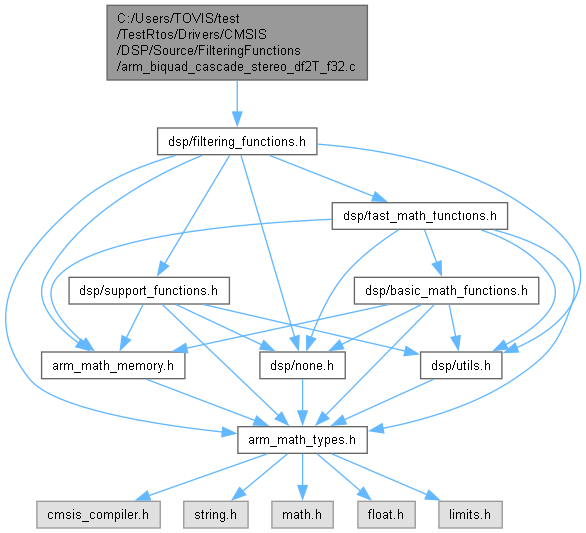 C:/Users/TOVIS/test
/TestRtos/Drivers/CMSIS
/DSP/Source/FilteringFunctions
/arm_biquad_cascade_stereo_df2T_f32.c
dsp/filtering_functions.h
dsp/fast_math_functions.h
dsp/support_functions.h
dsp/basic_math_functions.h
arm_math_memory.h
dsp/none.h
dsp/utils.h
arm_math_types.h
cmsis_compiler.h
string.h
math.h
float.h
limits.h